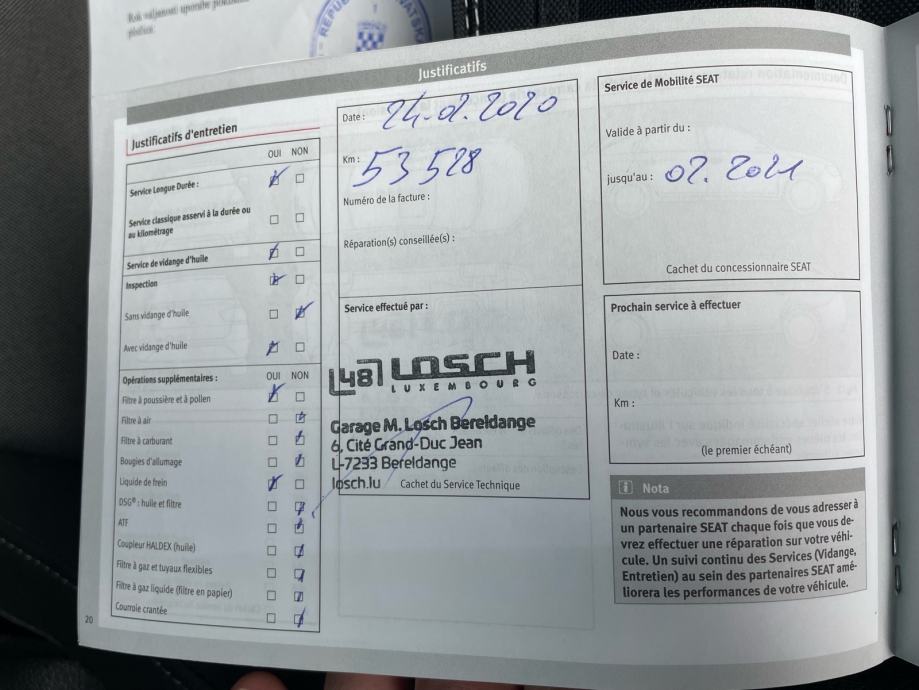 Rok valjanosti uporabe
pločice.
REPUBL
Justificatifs
Justificatifs d'entretien
OUI NON
Service Longue Durée :
Service classique asservi à la durée ou
au kilométrage
Service de vidange d'huile
Inspection
Sans vidange d'huile
Avec vidange d'huile
Opérations supplémentaires : OUI NON
Filtre à poussière et à pollen
Filtre à air
Filtre à carburant
Bougies d'allumage
Liquide de frein
DSG® : huile et filtre
ATF
Coupleur HALDEX (huile)
Filtre à gaz et tuyaux flexibles
Filtre à gaz liquide (filtre en papier)
Courroie crantée
20
Date : 24.02.2020
Km : 53 528
Numéro de la facture :
Réparation(s) conseillée(s) :
Service effectué par :
48 LOSCH
LUXEMBOURG
Garage M. Losch Bereldange
6, Cité Grand-Duc Jean
L-7233 Bereldange
losch.lu Cachet du Service Technique
Service de Mobilité SEAT
Valide à partir du :
jusqu'au : 02. 2021
Cachet du concessionnaire SEAT
Prochain service à effectuer
Date :
Km :
(le premier échéant)
i Nota
Nous vous recommandons de vous adresser à
un partenaire SEAT chaque fois que vous de-
vrez effectuer une réparation sur votre véhi-
cule. Un suivi continu des Services (Vidange,
Entretien) au sein des partenaires SEAT amé-
liorera les performances de votre véhicule.